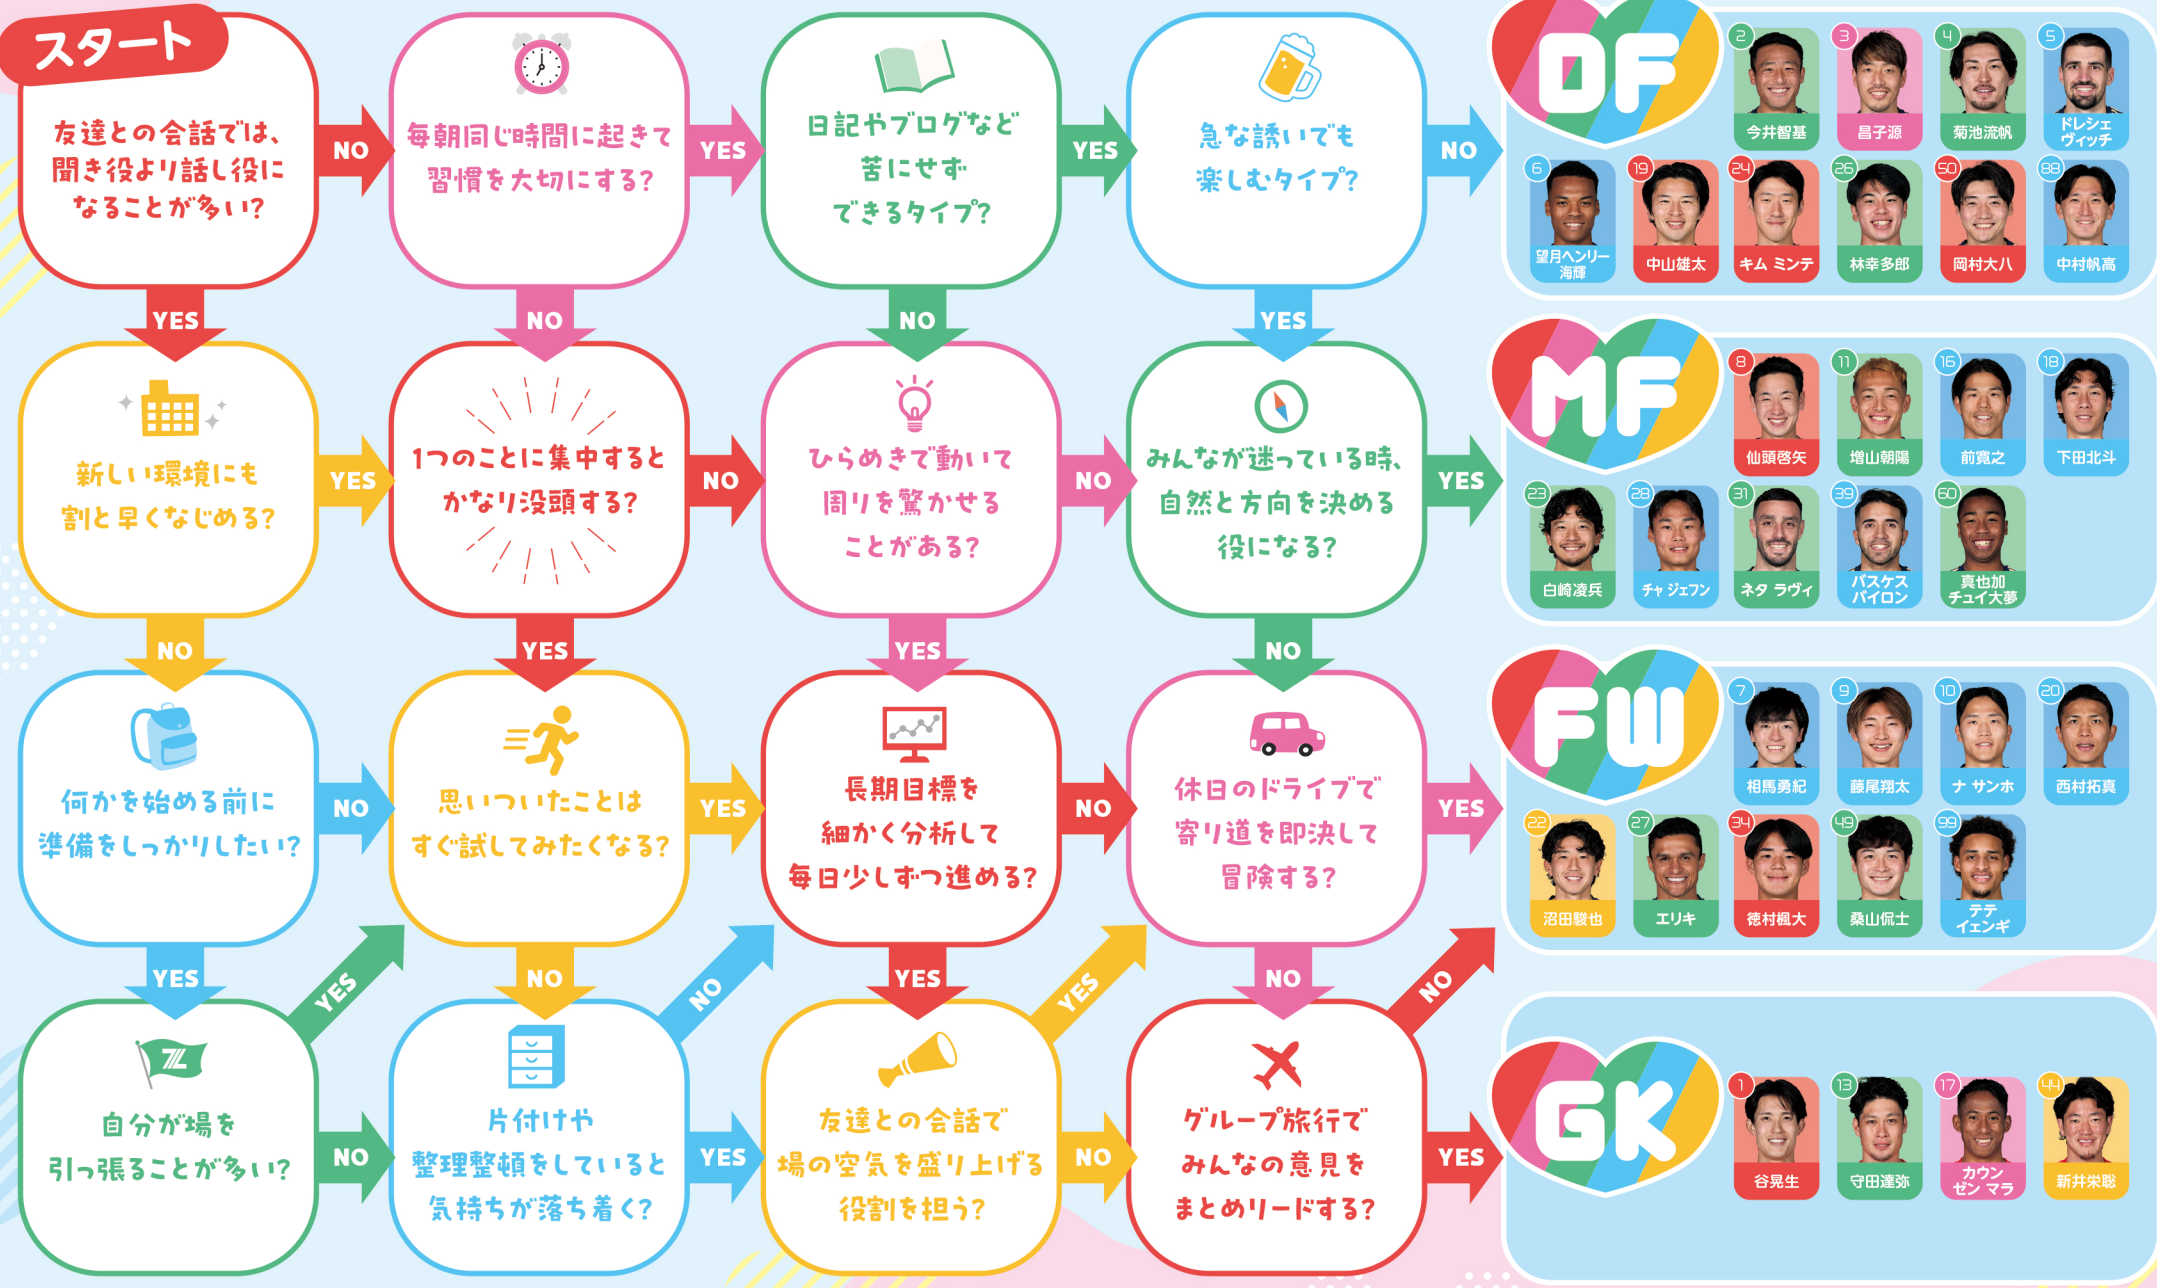 スタート
友達との会話では、
聞き役より話し役に
なることが多い?
NO
YES
毎朝同じ時間に起きて
習慣を大切にする?
YES
NO
日記やブログなど
苦にせず
できるタイプ?
YES
NO
急な誘いでも
楽しむタイプ?
NO
YES
新しい環境にも
割と早くなじめる?
YES
NO
1つのことに集中すると
かなり没頭する?
NO
YES
ひらめきで動いて
周りを驚かせる
ことがある?
NO
YES
みんなが迷っている時、
自然と方向を決める
役になる?
YES
NO
何かを始める前に
準備をしっかりしたい?
NO
YES
思いついたことは
すぐ試してみたくなる?
YES
NO
長期目標を
細かく分析して
毎日少しずつ進める?
NO
YES
休日のドライブで
寄り道を即決して
冒険する?
YES
NO
自分が場を
引っ張ることが多い?
YES
NO
片付けや
整理整頓をしていると
気持ちが落ち着く?
NO
YES
友達との会話で
場の空気を盛り上げる
役割を担う?
YES
NO
グループ旅行で
みんなの意見を
まとめリードする?
NO
YES
DF
2
今井智基
3
昌子源
4
菊池流帆
5
ドレシェ
ヴィッチ
6
望月ヘンリー
海輝
19
中山雄太
24
キム ミンテ
26
林幸多郎
50
岡村大八
88
中村帆高
MF
8
仙頭啓矢
11
増山朝陽
16
前寛之
18
下田北斗
23
白崎凌兵
28
チャ ジェフン
31
ネタ ラヴィ
39
バスケス
バイロン
60
真也加
チュイ大夢
FW
7
相馬勇紀
9
藤尾翔太
10
ナ サンホ
20
西村拓真
22
沼田駿也
27
エリキ
34
徳村楓大
49
桑山侃士
99
テテ
イェンギ
GK
1
谷晃生
13
守田達弥
17
カウン
ゼン マラ
44
新井栄聡